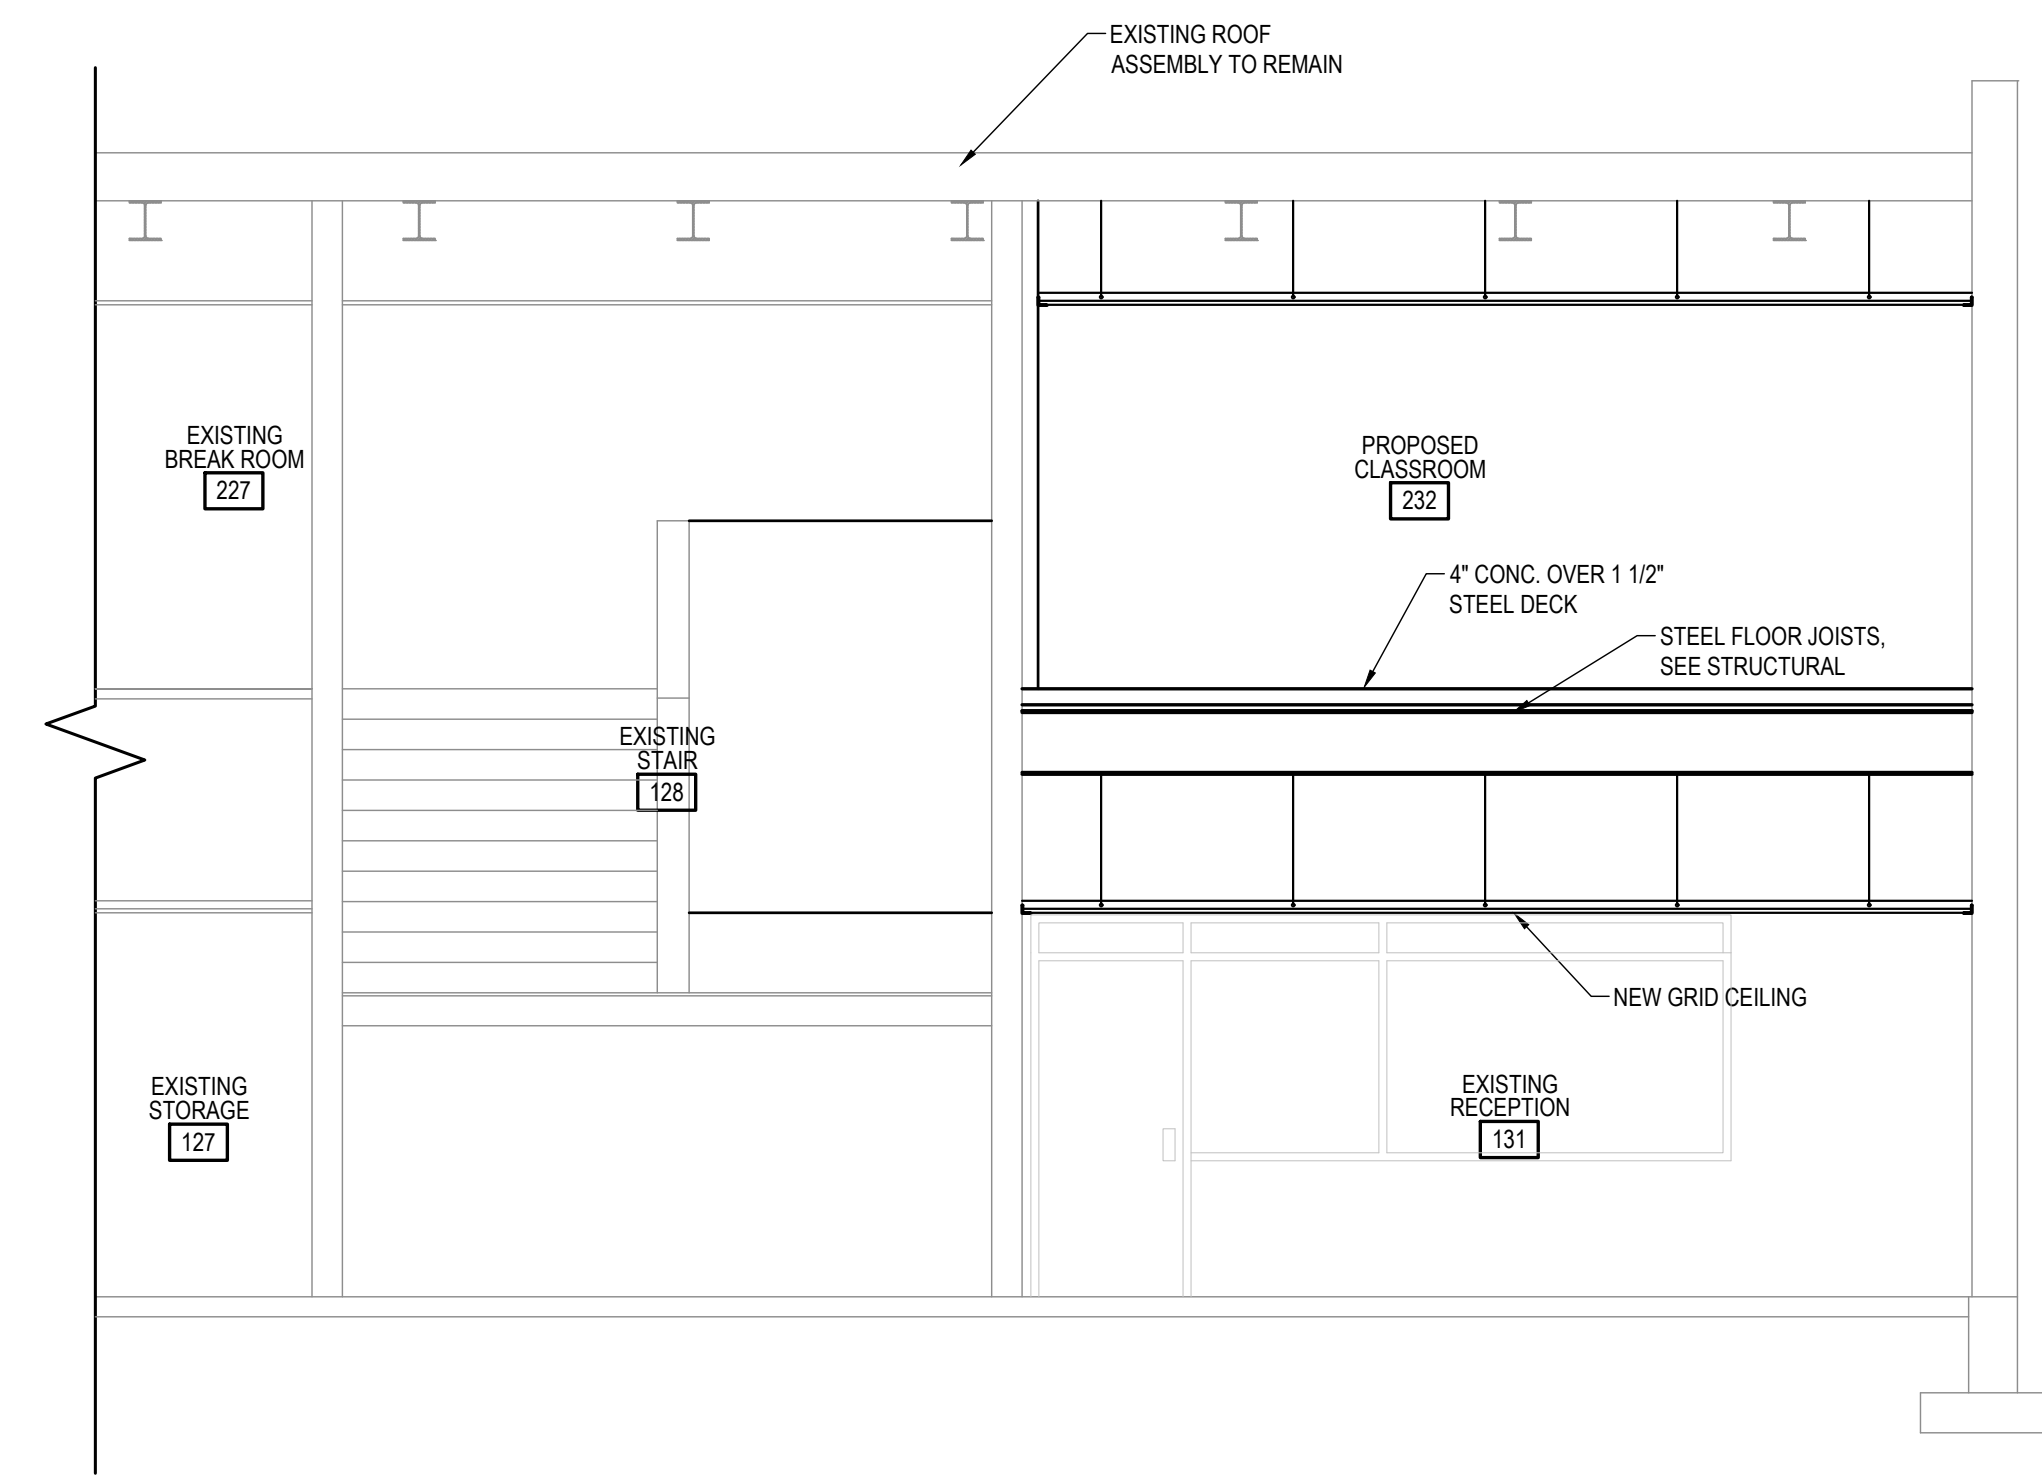 EXISTING ROOF
ASSEMBLY TO REMAIN
EXISTING
BREAK ROOM
227
PROPOSED
CLASSROOM
232
4" CONC. OVER 1 1/2"
STEEL DECK
STEEL FLOOR JOISTS,
SEE STRUCTURAL
EXISTING
STAIR
128
NEW GRID CEILING
EXISTING
STORAGE
127
EXISTING
RECEPTION
131